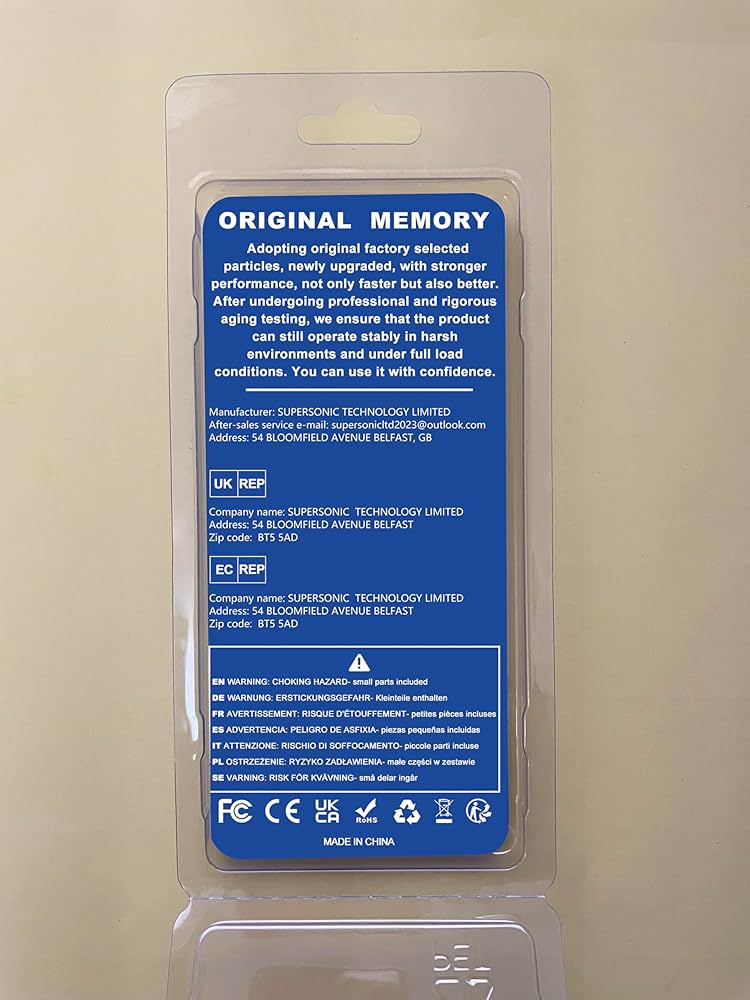 ORIGINAL MEMORY
Adopting original factory selected
particles, newly upgraded, with stronger
performance, not only faster but also better.
After undergoing professional and rigorous
aging testing, we ensure that the product
can still operate stably in harsh
environments and under full load
conditions. You can use it with confidence.
Manufacturer: SUPERSONIC TECHNOLOGY LIMITED
After-sales service e-mail: supersonicltd2023@outlook.com
Address: 54 BLOOMFIELD AVENUE BELFAST, GB
UK REP
Company name: SUPERSONIC TECHNOLOGY LIMITED
Address: 54 BLOOMFIELD AVENUE BELFAST
Zip code: BT5 5AD
EC REP
Company name: SUPERSONIC TECHNOLOGY LIMITED
Address: 54 BLOOMFIELD AVENUE BELFAST
Zip code: BT5 5AD
EN WARNING: CHOKING HAZARD- small parts included
DE WARNUNG: ERSTICKUNGSGEFAHR- Kleinteile enthalten
FR AVERTISSEMENT: RISQUE D'ÉTOUFFEMENT- petites pièces incluses
ES ADVERTENCIA: PELIGRO DE ASFIXIA- piezas pequeñas incluidas
IT ATTENZIONE: RISCHIO DI SOFFOCAMENTO- piccole parti incluse
PL OSTRZEŻENIE: RYZYKO ZADŁAWIENIA- małe części w zestawie
SE VARNING: RISK FÖR KVÄVNING- små delar ingår
FC CE UK CA RoHS
MADE IN CHINA